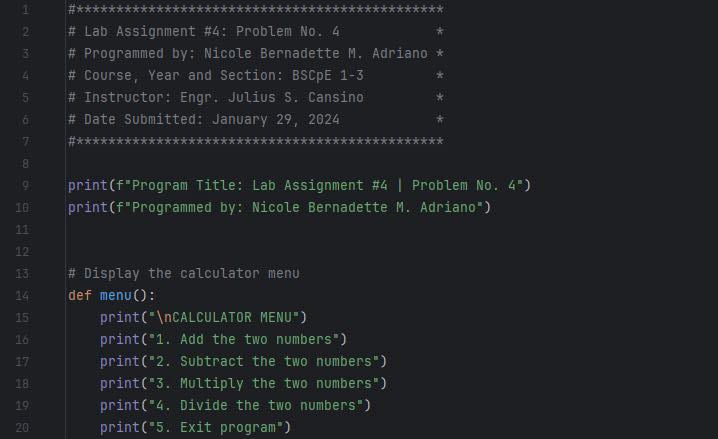 1 #**********************************************
2 # Lab Assignment #4: Problem No. 4            *
3 # Programmed by: Nicole Bernadette M. Adriano *
4 # Course, Year and Section: BSCpE 1-3         *
5 # Instructor: Engr. Julius S. Cansino         *
6 # Date Submitted: January 29, 2024            *
7 #**********************************************
8
9 print(f"Program Title: Lab Assignment #4 | Problem No. 4")
10 print(f"Programmed by: Nicole Bernadette M. Adriano")
11
12
13 # Display the calculator menu
14 def menu():
15     print("\nCALCULATOR MENU")
16     print("1. Add the two numbers")
17     print("2. Subtract the two numbers")
18     print("3. Multiply the two numbers")
19     print("4. Divide the two numbers")
20     print("5. Exit program")